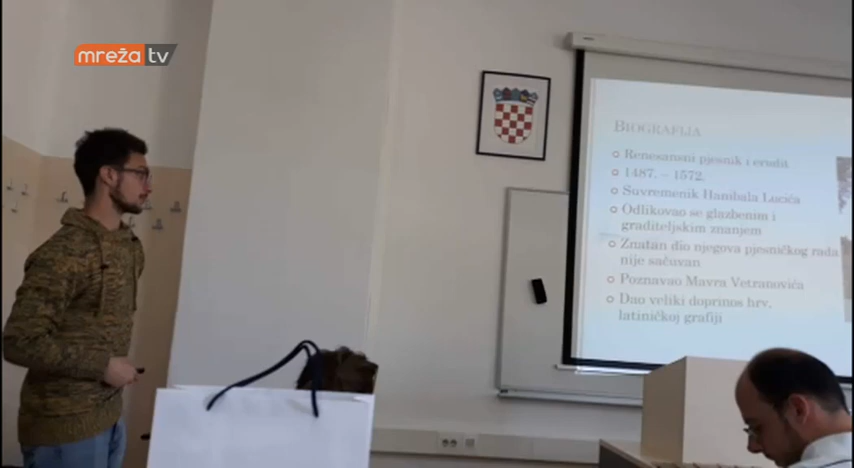 mreža tv
BIOGRAFIJA
Renesansni pjesnik i erudit
1487. – 1572.
Suvremenik Hanibala Lucića
Odlikovao se glazbenim i
graditeljskim znanjem
Znatan dio njegova pjesničkog rada
nije sačuvan
Poznavao Mavra Vetranovića
Dao veliki doprinos hrv.
latiničkoj grafiji